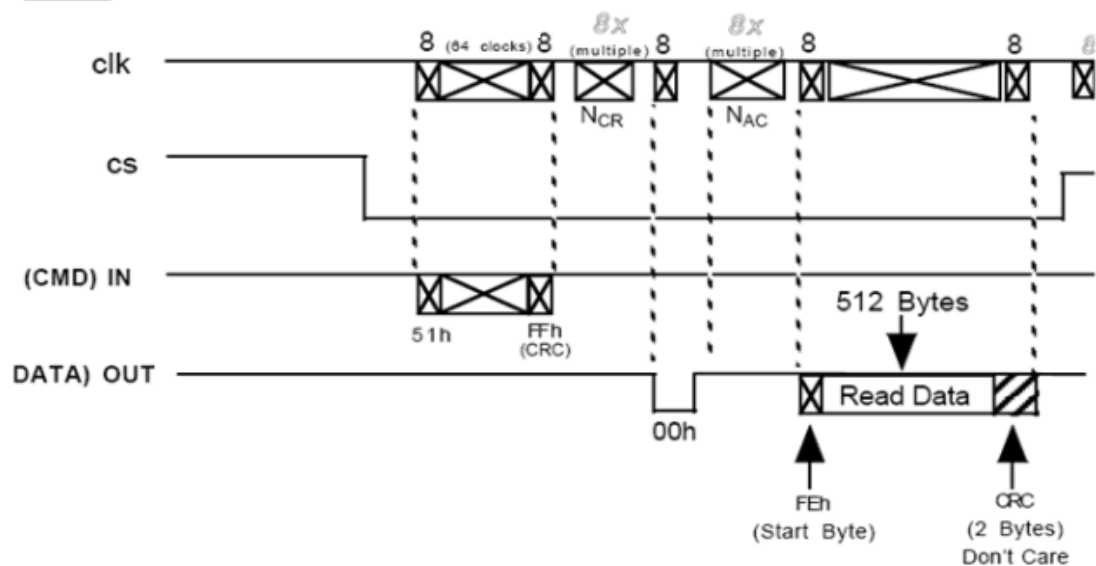 8 (64 clocks) 8 8x (multiple) 8 8x (multiple) 8 8 8
clk
N_CR N_AC
cs
(CMD) IN
51h FFh
(CRC)
512 Bytes
DATA) OUT
Read Data
00h
FEh
(Start Byte)
CRC
(2 Bytes)
Don't Care